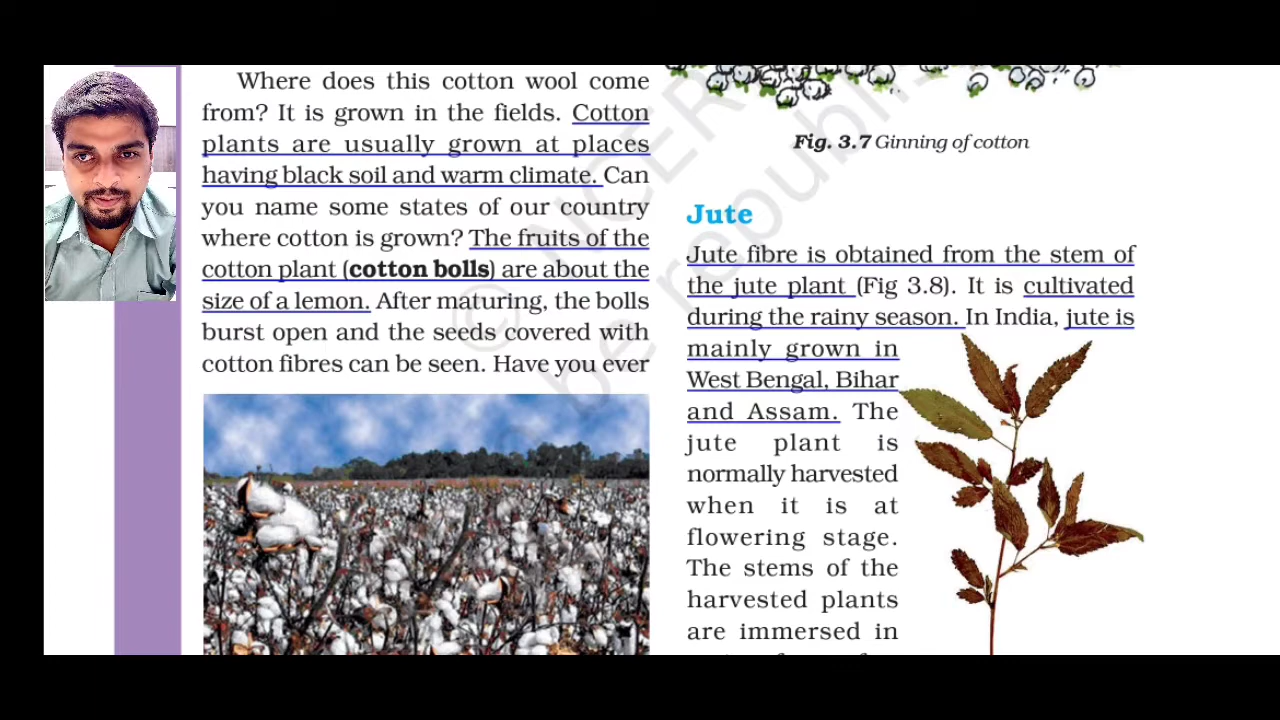 Where does this cotton wool come
from? It is grown in the fields. Cotton
plants are usually grown at places
having black soil and warm climate. Can
you name some states of our country
where cotton is grown? The fruits of the
cotton plant (cotton bolls) are about the
size of a lemon. After maturing, the bolls
burst open and the seeds covered with
cotton fibres can be seen. Have you ever
Fig. 3.7 Ginning of cotton
Jute
Jute fibre is obtained from the stem of
the jute plant (Fig 3.8). It is cultivated
during the rainy season. In India, jute is
mainly grown in
West Bengal, Bihar
and Assam. The
jute plant is
normally harvested
when it is at
flowering stage.
The stems of the
harvested plants
are immersed in
© NCER
be republi